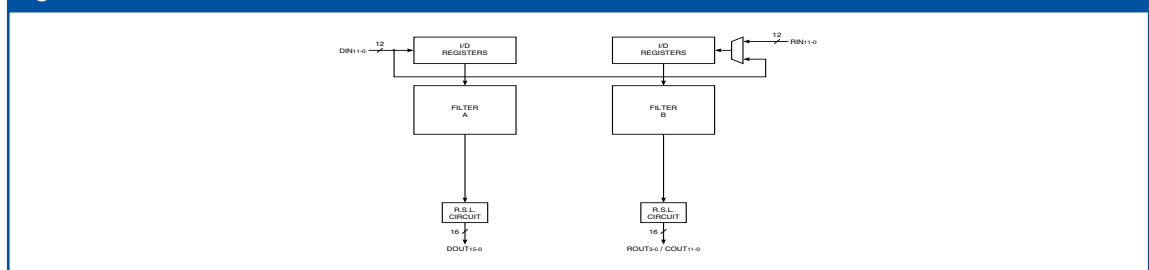 12
DIN11-0
I/D
REGISTERS
I/D
REGISTERS
12
RIN11-0
FILTER
A
FILTER
B
R.S.L.
CIRCUIT
R.S.L.
CIRCUIT
16
16
DOUT15-0
ROUT3-0 / COUT11-0